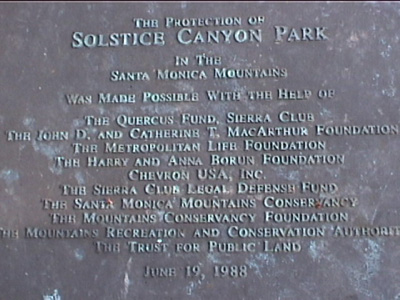 The Protection of
Solstice Canyon Park
In The
Santa Monica Mountains
Was Made Possible With the Help of
The Quercus Fund, Sierra Club
The John D. and Catherine T. MacArthur Foundation
The Metropolitan Life Foundation
The Harry and Anna Borun Foundation
Chevron USA, Inc.
The Sierra Club Legal Defense Fund
The Santa Monica Mountains Conservancy
The Mountains Conservancy Foundation
The Mountains Recreation and Conservation Authorit
The Trust for Public Land
June 19, 1988